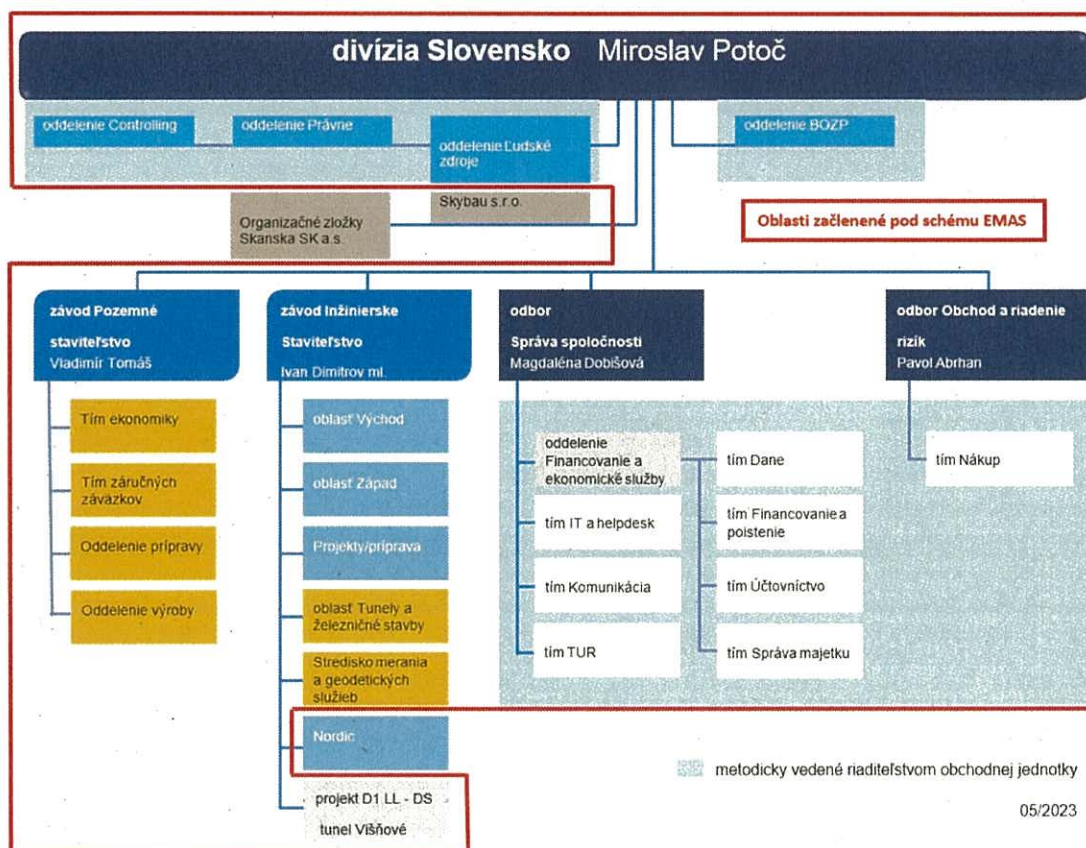 divízia Slovensko Miroslav Potoč
oddelenie Controlling
oddelenie Právne
oddelenie Ľudské
zdroje
oddelenie BOZP
Skybau s.r.o.
Organizačné zložky
Skanska SK a.s.
Oblasti začlenené pod schému EMAS
závod Pozemné
staviteľstvo
Vladimír Tomáš
závod Inžinierske
Staviteľstvo
Ivan Dimitrov ml.
odbor
Správa spoločnosti
Magdaléna Dobišová
odbor Obchod a riadenie
rizík
Pavol Abrhan
Tím ekonomiky
Tím záručných
záväzkov
Oddelenie prípravy
Oddelenie výroby
oblasť Východ
oblasť Západ
Projekty/príprava
oblasť Tunely a
železničné stavby
Stredisko merania
a geodetických
služieb
Nordic
projekt D1 LL - DS
tunel Višňové
oddelenie
Financovanie a
ekonomické služby
tím IT a helpdesk
tím Komunikácia
tím TUR
tím Dane
tím Financovanie a
poistenie
tím Účtovníctvo
tím Správa majetku
tím Nákup
metodicky vedené riaditeľstvom obchodnej jednotky
05/2023